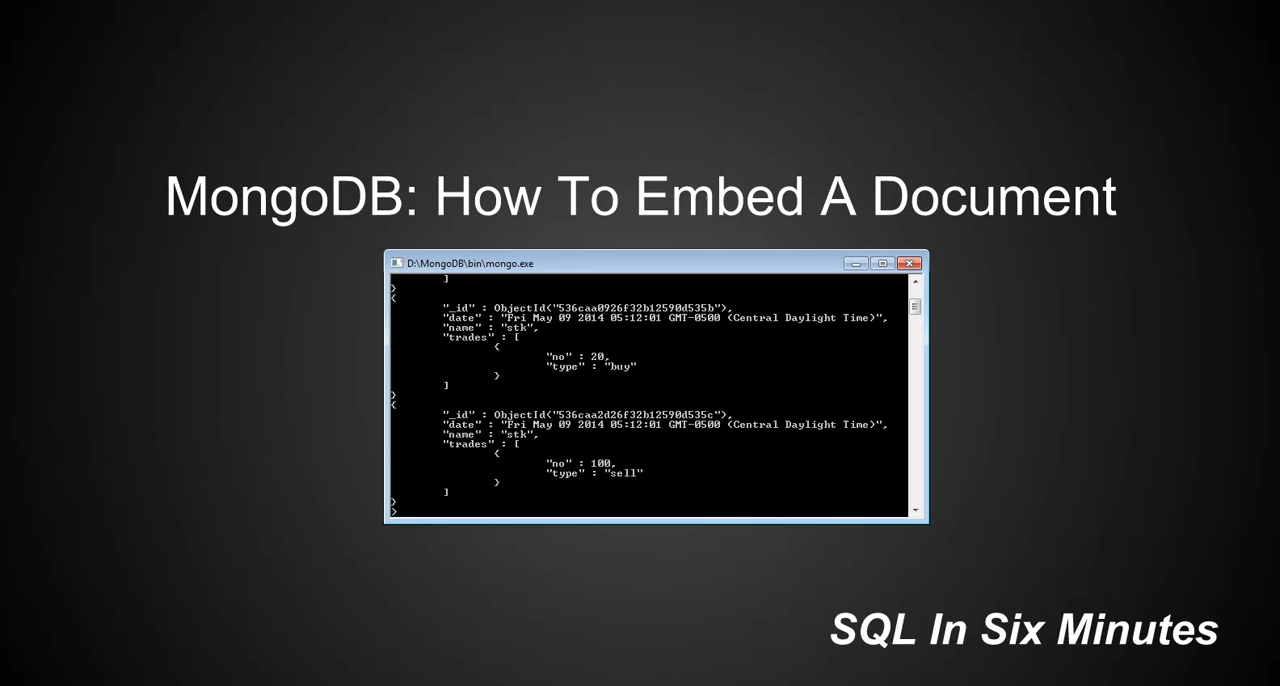 MongoDB: How To Embed A Document
D:\MongoDB\bin\mongo.exe
]
}
{
"_id" : ObjectId("536caa0926f32b12590d535b"),
"date" : "Fri May 09 2014 05:12:01 GMT-0500 (Central Daylight Time)",
"name" : "stk",
"trades" : [
{
"no" : 20,
"type" : "buy"
}
]
}
{
"_id" : ObjectId("536caa2d26f32b12590d535c"),
"date" : "Fri May 09 2014 05:12:01 GMT-0500 (Central Daylight Time)",
"name" : "stk",
"trades" : [
{
"no" : 100,
"type" : "sell"
}
]
}
>
SQL In Six Minutes